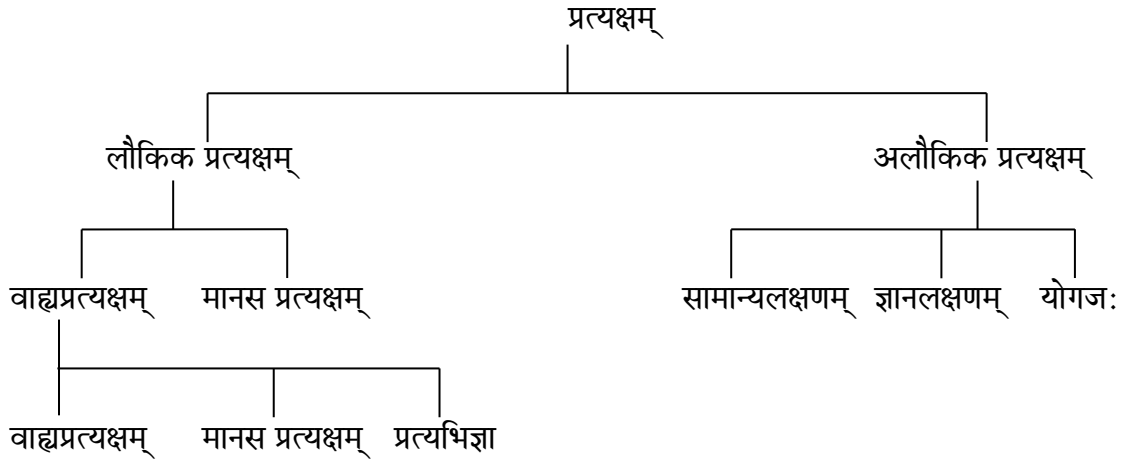 प्रत्यक्षम्
लौकिक प्रत्यक्षम् अलौकिक प्रत्यक्षम्
वाह्यप्रत्यक्षम् मानस प्रत्यक्षम् सामान्यलक्षणम् ज्ञानलक्षणम् योगज:
वाह्यप्रत्यक्षम् मानस प्रत्यक्षम् प्रत्यभिज्ञा